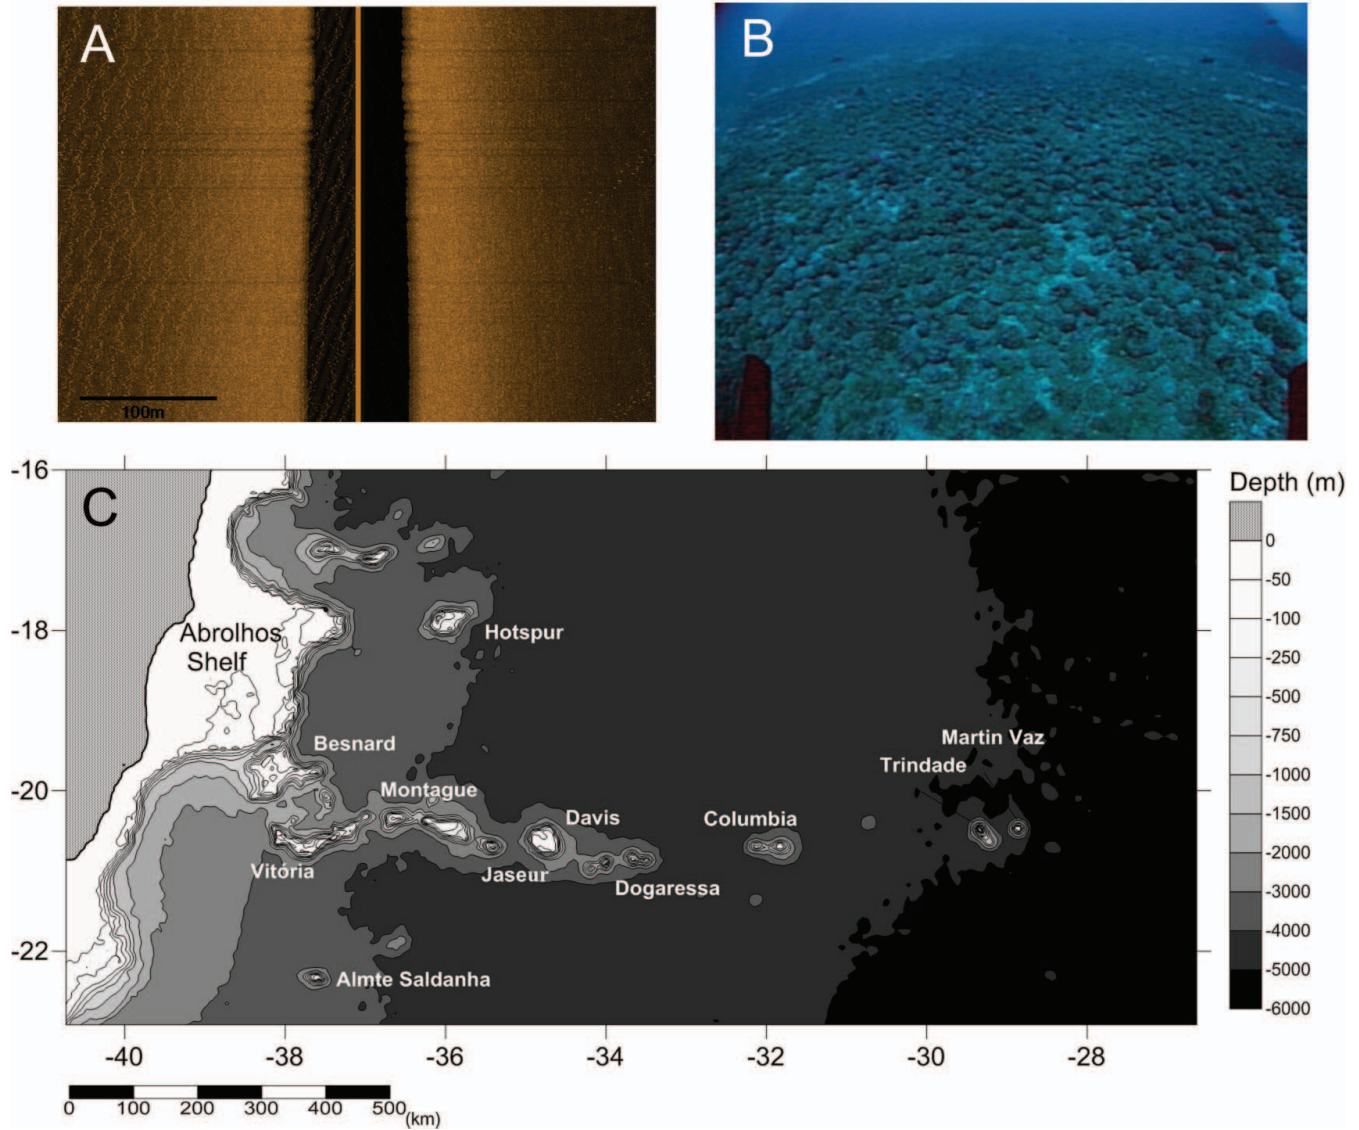 A
B
100m
-16
-18
-20
-22
C
Abrolhos
Shelf
Hotspur
Besnard
Montague
Vitória
Jaseur
Davis
Dogaressa
Columbia
Martin Vaz
Trindade
Almte Saldanha
-40
-38
-36
-34
-32
-30
-28
0
100
200
300
400
500
(km)
Depth (m)
0
-50
-100
-250
-500
-750
-1000
-1500
-2000
-3000
-4000
-5000
-6000